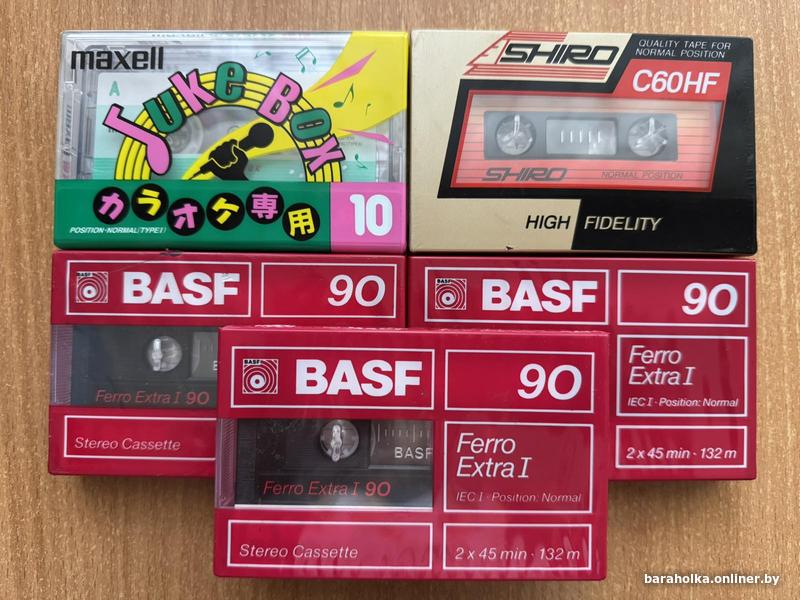 maxell
A
Juke Box
カラオケ専用
10
POSITION·NORMAL(TYPE I)
SHIRO
QUALITY TAPE FOR
NORMAL POSITION
C60HF
SHIRO
NORMAL POSITION
HIGH FIDELITY
BASF
BASF
90
Ferro Extra I 90
Stereo Cassette
BASF
BASF
90
Ferro
Extra I
IEC I · Position: Normal
2 x 45 min · 132 m
BASF
BASF
90
BASF
Ferro Extra I 90
Ferro
Extra I
IEC I · Position: Normal
Stereo Cassette
2 x 45 min · 132 m
baraholka.onliner.by